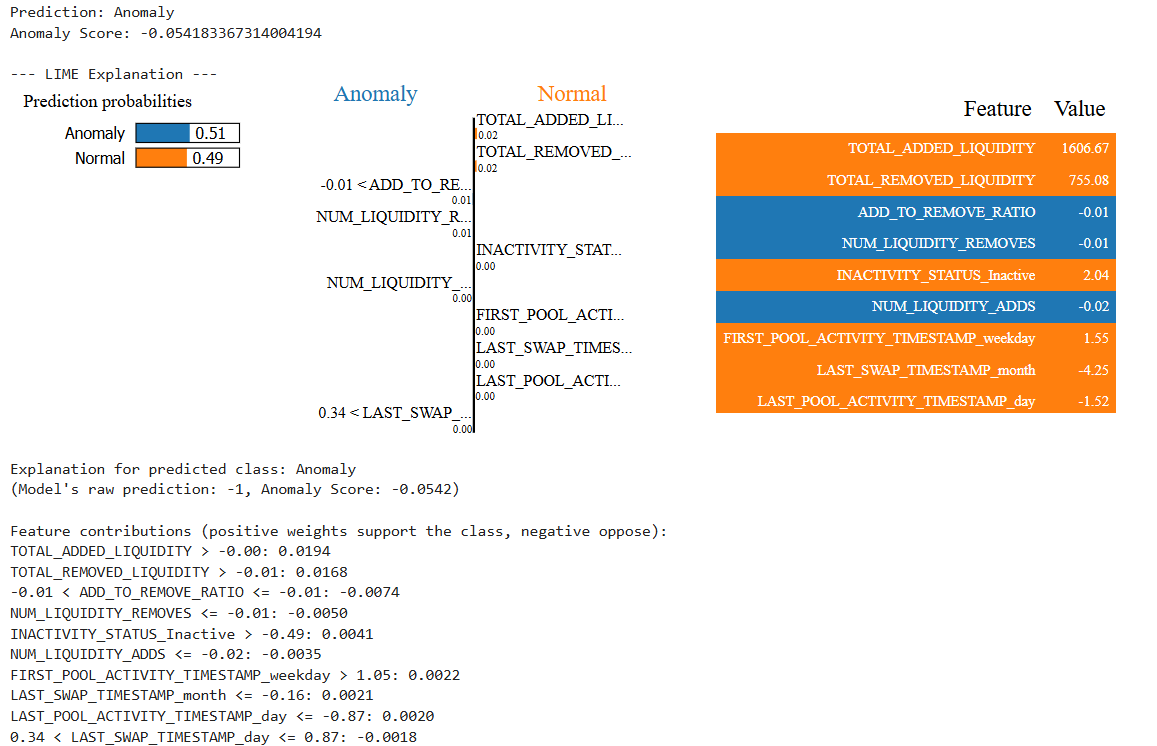 Prediction: Anomaly
Anomaly Score: -0.054183367314004194
--- LIME Explanation ---
Prediction probabilities
Anomaly 0.51
Normal 0.49
Anomaly Normal
TOTAL_ADDED_LI...
0.02
TOTAL_REMOVED_...
0.02
-0.01 < ADD_TO_RE...
0.01
NUM_LIQUIDITY_R...
0.01
INACTIVITY_STAT...
0.00
NUM_LIQUIDITY_...
0.00
FIRST_POOL_ACTI...
0.00
LAST_SWAP_TIMES...
0.00
LAST_POOL_ACTI...
0.00
0.34 < LAST_SWAP_...
0.00
Feature Value
TOTAL_ADDED_LIQUIDITY 1606.67
TOTAL_REMOVED_LIQUIDITY 755.08
ADD_TO_REMOVE_RATIO -0.01
NUM_LIQUIDITY_REMOVES -0.01
INACTIVITY_STATUS_Inactive 2.04
NUM_LIQUIDITY_ADDS -0.02
FIRST_POOL_ACTIVITY_TIMESTAMP_weekday 1.55
LAST_SWAP_TIMESTAMP_month -4.25
LAST_POOL_ACTIVITY_TIMESTAMP_day -1.52
Explanation for predicted class: Anomaly
(Model's raw prediction: -1, Anomaly Score: -0.0542)
Feature contributions (positive weights support the class, negative oppose):
TOTAL_ADDED_LIQUIDITY > -0.00: 0.0194
TOTAL_REMOVED_LIQUIDITY > -0.01: 0.0168
-0.01 < ADD_TO_REMOVE_RATIO <= -0.01: -0.0074
NUM_LIQUIDITY_REMOVES <= -0.01: -0.0050
INACTIVITY_STATUS_Inactive > -0.49: 0.0041
NUM_LIQUIDITY_ADDS <= -0.02: -0.0035
FIRST_POOL_ACTIVITY_TIMESTAMP_weekday > 1.05: 0.0022
LAST_SWAP_TIMESTAMP_month <= -0.16: 0.0021
LAST_POOL_ACTIVITY_TIMESTAMP_day <= -0.87: 0.0020
0.34 < LAST_SWAP_TIMESTAMP_day <= 0.87: -0.0018